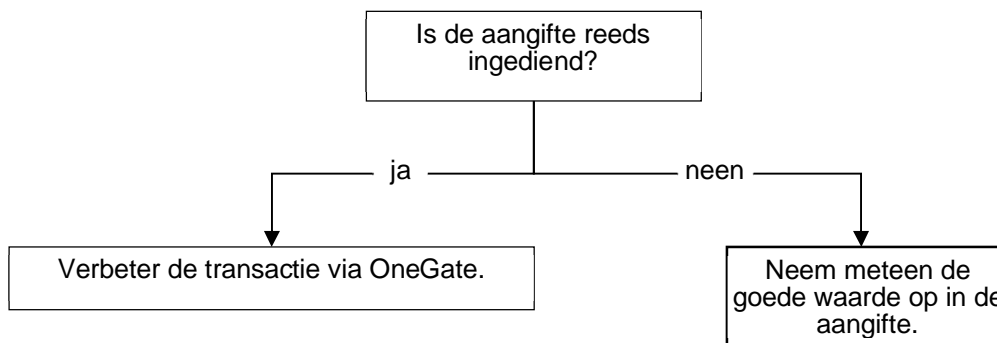 Is de aangifte reeds
ingediend?
ja
neen
Verbeter de transactie via OneGate.
Neem meteen de
goede waarde op in de
aangifte.